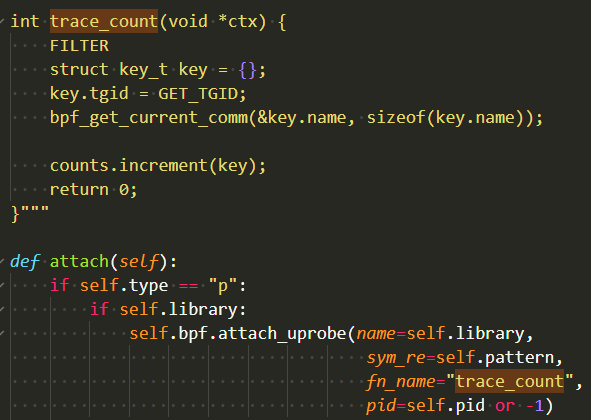 int trace_count(void *ctx) {
    FILTER
    struct key_t key = {};
    key.tgid = GET_TGID;
    bpf_get_current_comm(&key.name, sizeof(key.name));

    counts.increment(key);
    return 0;
}"""

def attach(self):
    if self.type == "p":
        if self.library:
            self.bpf.attach_uprobe(name=self.library,
                                   sym_re=self.pattern,
                                   fn_name="trace_count",
                                   pid=self.pid or -1)